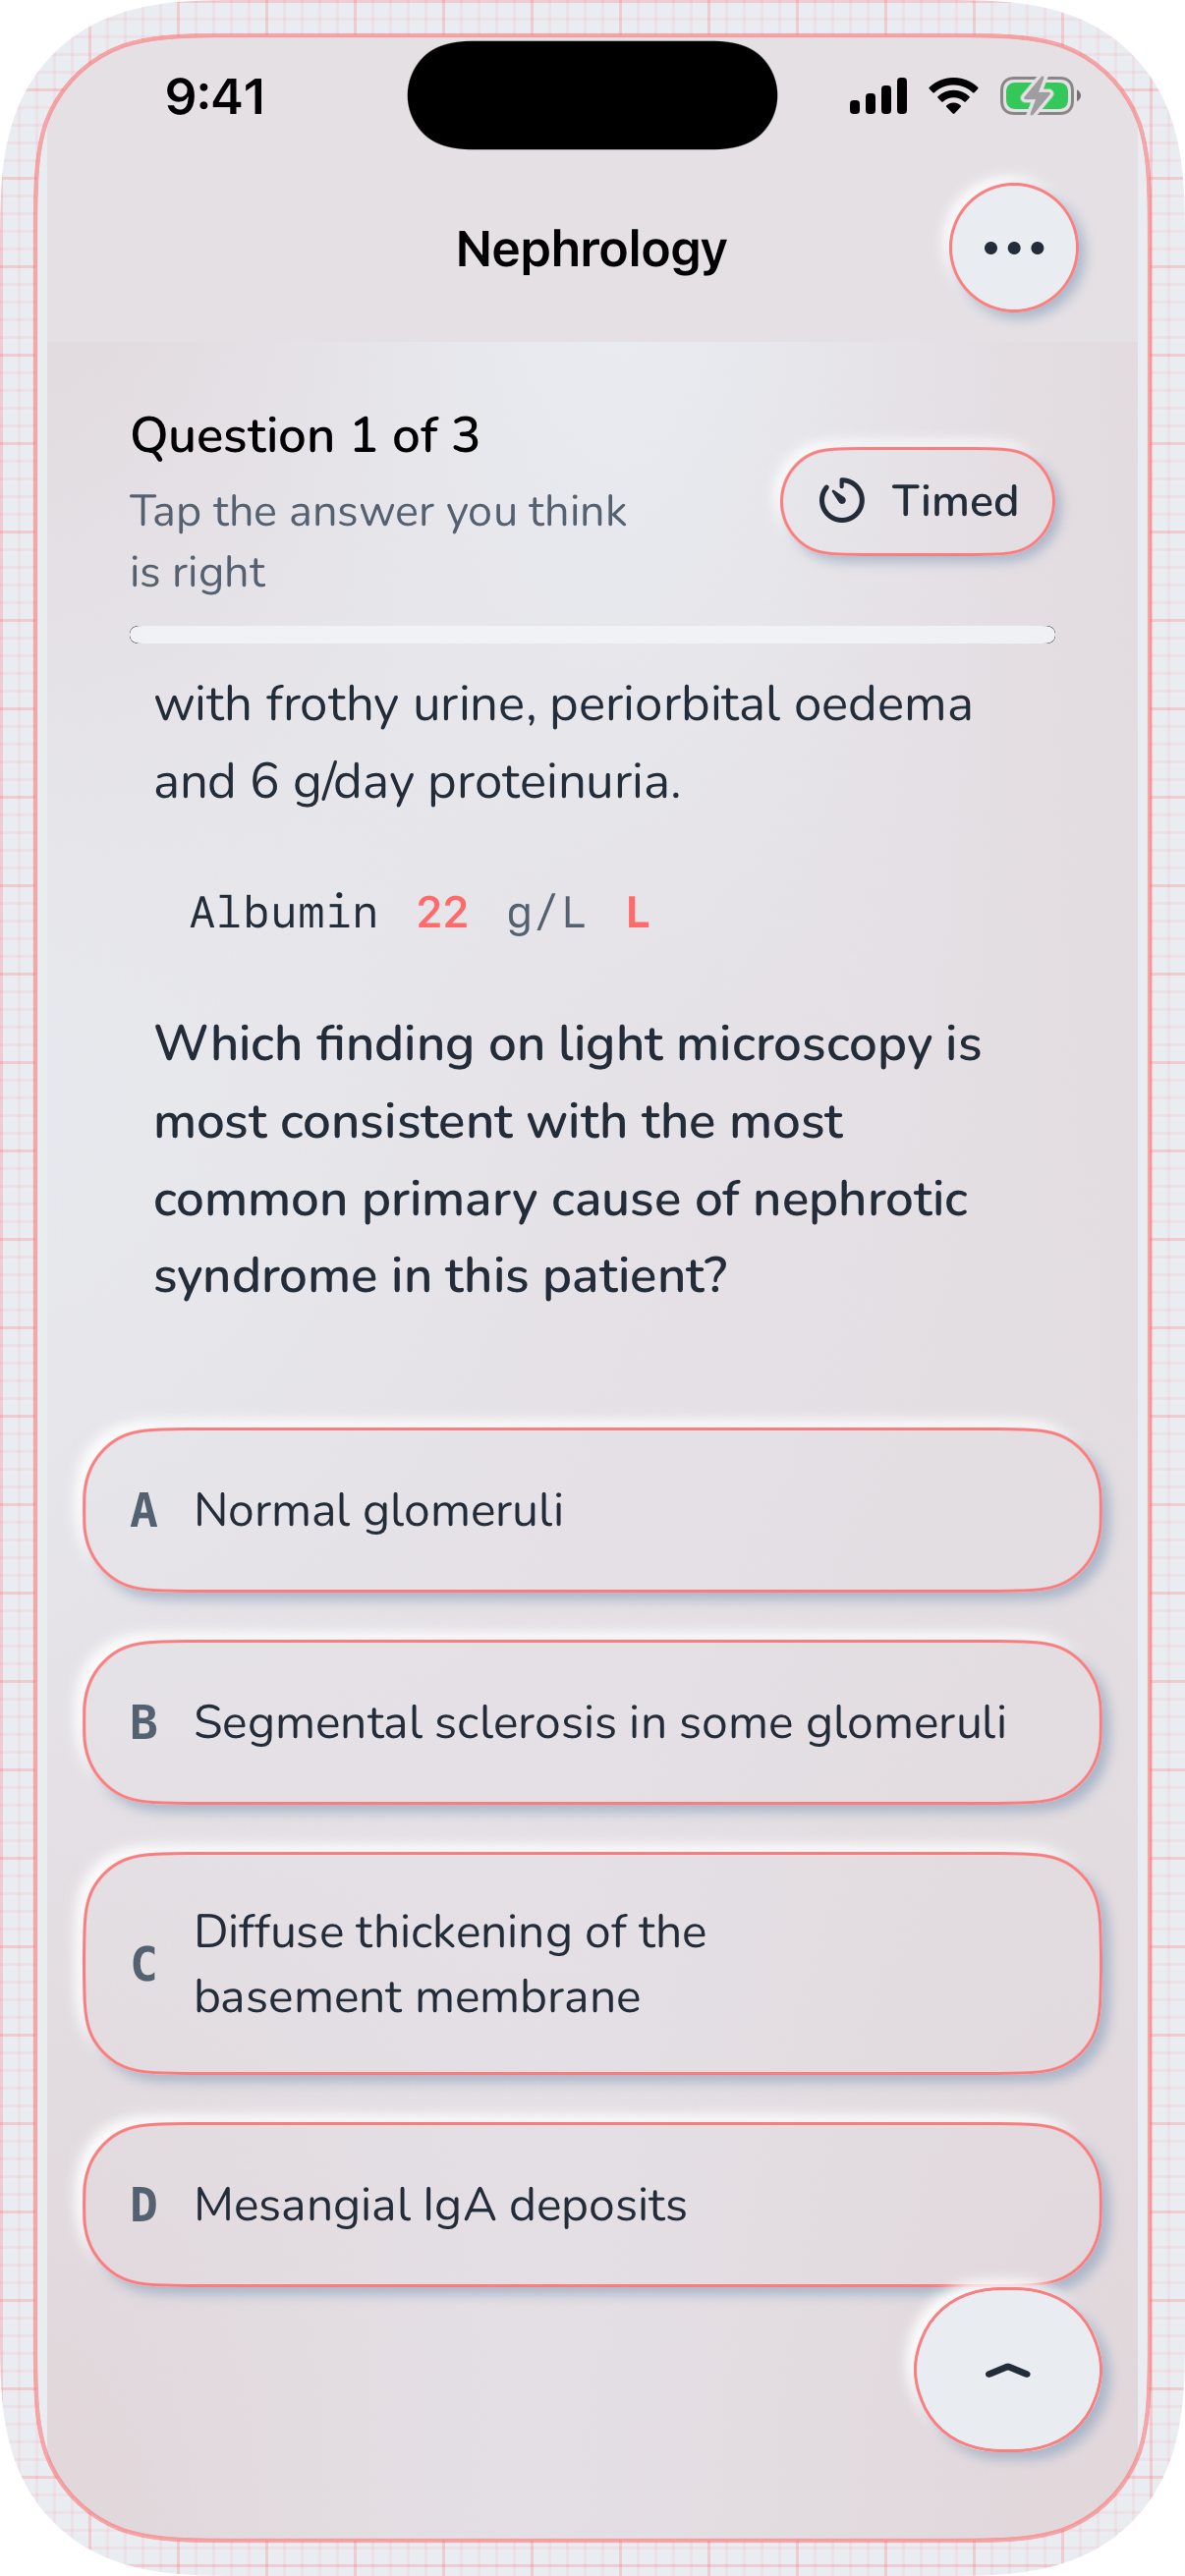 9:41
Nephrology
Question 1 of 3
Tap the answer you think
is right
Timed
with frothy urine, periorbital oedema
and 6 g/day proteinuria.
Albumin 22 g/L L
Which finding on light microscopy is
most consistent with the most
common primary cause of nephrotic
syndrome in this patient?
A Normal glomeruli
B Segmental sclerosis in some glomeruli
C Diffuse thickening of the
basement membrane
D Mesangial IgA deposits